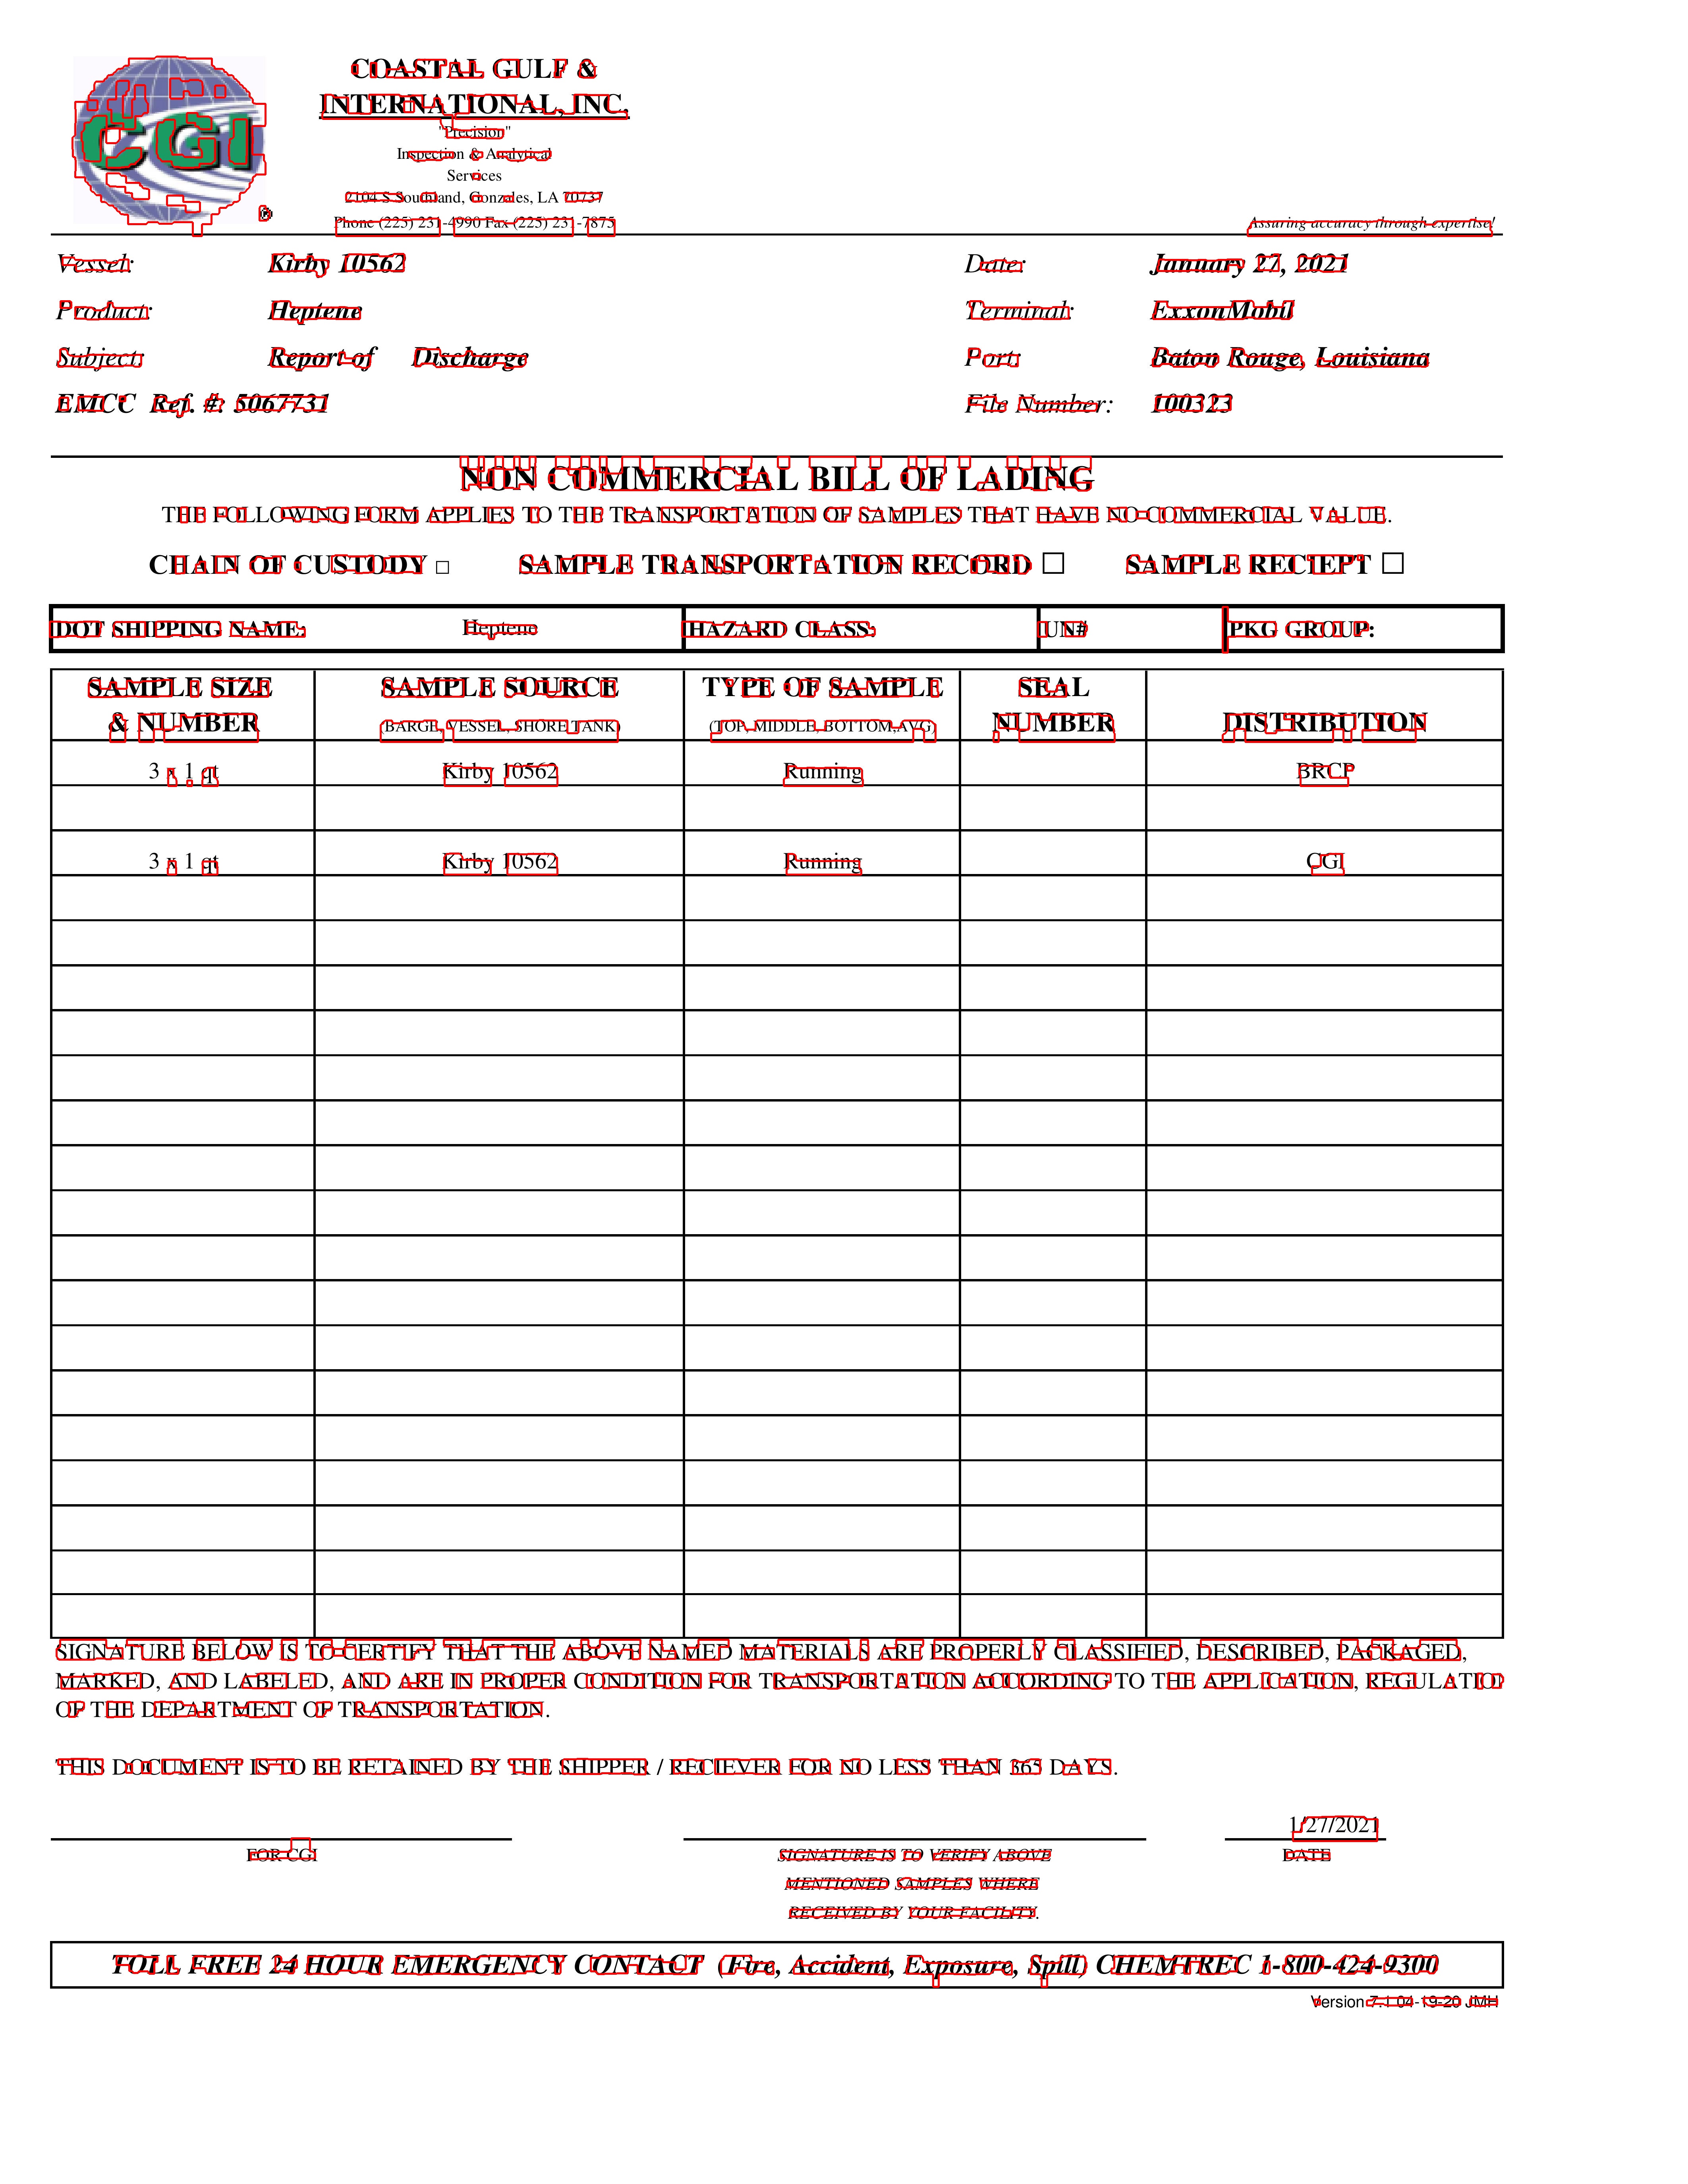 COASTAL GULF &
INTERNATIONAL, INC.
"Precision"
Inspection & Analytical
Services
2104 S Southland, Gonzales, LA 70737
Phone (225) 231-4990 Fax (225) 231-7875
CGI
®
Assuring accuracy through expertise!
Vessel: Kirby 10562 Date: January 27, 2021
Product: Heptene Terminal: ExxonMobil
Subject: Report of Discharge Port: Baton Rouge, Louisiana
EMCC Ref. #: 5067731 File Number: 100323
NON COMMERCIAL BILL OF LADING
THE FOLLOWING FORM APPLIES TO THE TRANSPORTATION OF SAMPLES THAT HAVE NO COMMERCIAL VALUE.
CHAIN OF CUSTODY □ SAMPLE TRANSPORTATION RECORD □ SAMPLE RECIEPT □
DOT SHIPPING NAME: Heptene HAZARD CLASS: UN# PKG GROUP:
SAMPLE SIZE SAMPLE SOURCE TYPE OF SAMPLE SEAL
& NUMBER (BARGE, VESSEL, SHORE TANK) (TOP, MIDDLE, BOTTOM,AVG) NUMBER DISTRIBUTION
3 x 1 qt Kirby 10562 Running BRCP
3 x 1 qt Kirby 10562 Running CGI
SIGNATURE BELOW IS TO CERTIFY THAT THE ABOVE NAMED MATERIALS ARE PROPERLY CLASSIFIED, DESCRIBED, PACKAGED,
MARKED, AND LABELED, AND ARE IN PROPER CONDITION FOR TRANSPORTATION ACCORDING TO THE APPLICATION, REGULATIO
OF THE DEPARTMENT OF TRANSPORTATION.
THIS DOCUMENT IS TO BE RETAINED BY THE SHIPPER / RECIEVER FOR NO LESS THAN 365 DAYS.
1/27/2021
FOR CGI SIGNATURE IS TO VERIFY ABOVE DATE
MENTIONED SAMPLES WHERE
RECEIVED BY YOUR FACILITY.
TOLL FREE 24 HOUR EMERGENCY CONTACT (Fire, Accident, Exposure, Spill) CHEMTREC 1-800-424-9300
Version 7.1 04-19-20 JMH